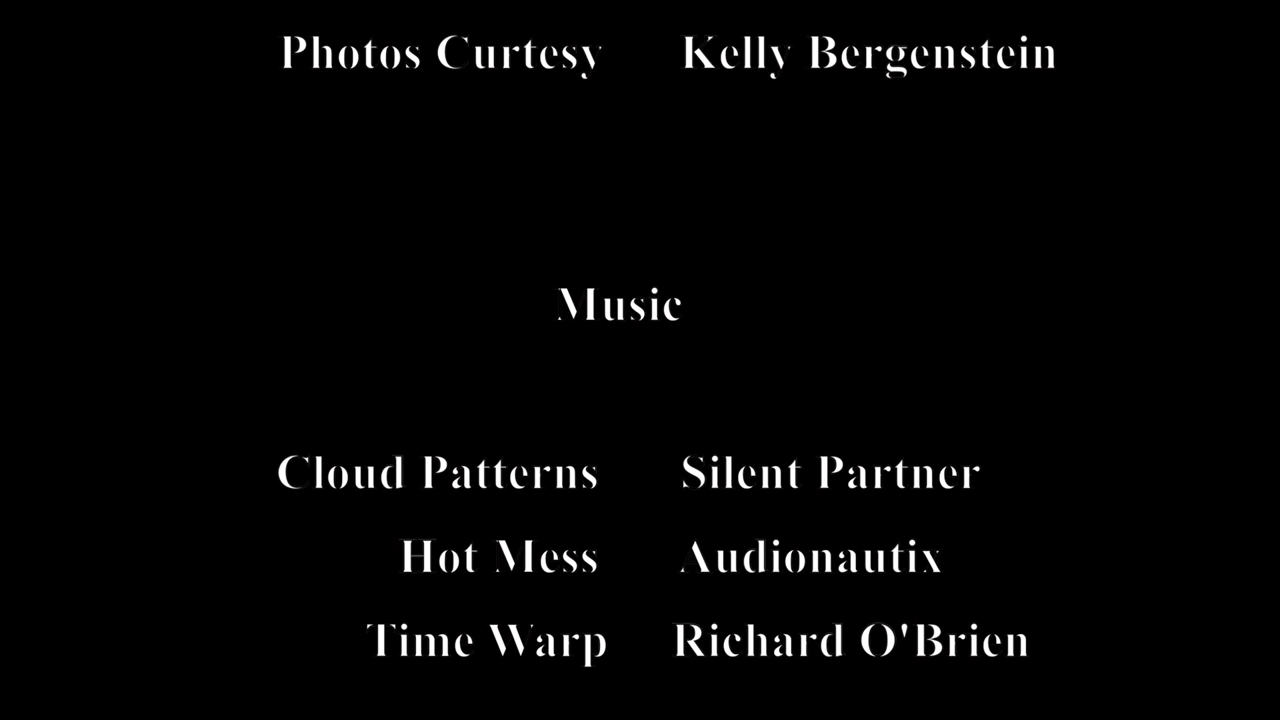 Photos Curtesy Kelly Bergenstein
Music
Cloud Patterns Silent Partner
Hot Mess Audionautix
Time Warp Richard O'Brien